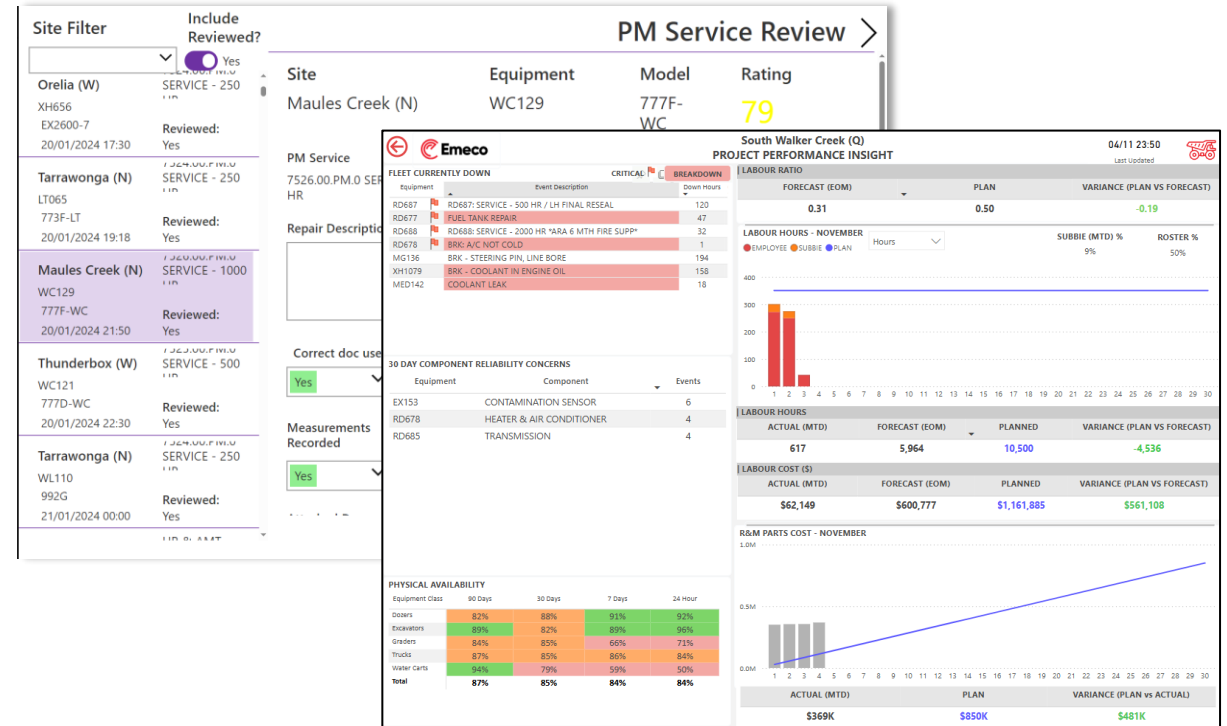 Site Filter
Include
Reviewed?
Yes
Orelia (W)
SERVICE - 250
XH656
EX2600-7
Reviewed:
20/01/2024 17:30
Yes
Tarrawonga (N)
SERVICE - 250
LT065
773F-LT
Reviewed:
20/01/2024 19:18
Yes
Maules Creek (N)
SERVICE - 1000
WC129
777F-WC
Reviewed:
20/01/2024 21:50
Yes
Thunderbox (W)
SERVICE - 500
WC121
777D-WC
Reviewed:
20/01/2024 22:30
Yes
Tarrawonga (N)
SERVICE - 250
WL110
992G
Reviewed:
21/01/2024 00:00
Yes
PM Service Review
Site Equipment Model Rating
Maules Creek (N) WC129 777F-WC 79
PM Service
7526.00.PM.0 SER
HR
Repair Descriptio
Correct doc use
Yes
Measurements
Recorded
Yes
Emeco
South Walker Creek (Q)
PROJECT PERFORMANCE INSIGHT
04/11 23:50
Last Updated
FLEET CURRENTLY DOWN CRITICAL BREAKDOWN
Equipment Event Description Down Hours
RD687 RD687: SERVICE - 500 HR / LH FINAL RESEAL 120
RD677 FUEL TANK REPAIR 47
RD688 RD688: SERVICE - 2000 HR *ARA 6 MTH FIRE SUPP* 32
RD678 BRK: A/C NOT COLD 1
MG136 BRK - STEERING PIN, LINE BORE 194
XH1079 BRK - COOLANT IN ENGINE OIL 158
MED142 COOLANT LEAK 18
30 DAY COMPONENT RELIABILITY CONCERNS
Equipment Component Events
EX153 CONTAMINATION SENSOR 6
RD678 HEATER & AIR CONDITIONER 4
RD685 TRANSMISSION 4
PHYSICAL AVAILABILITY
Equipment Class 90 Days 30 Days 7 Days 24 Hour
Dozers 82% 88% 91% 92%
Excavators 89% 82% 89% 96%
Graders 84% 85% 66% 71%
Trucks 87% 85% 86% 84%
Water Carts 94% 79% 59% 50%
Total 87% 85% 84% 84%
LABOUR RATIO
FORECAST (EOM) PLAN VARIANCE (PLAN VS FORECAST)
0.31 0.50 -0.19
LABOUR HOURS - NOVEMBER
Hours
EMPLOYEE SUBBIE PLAN
SUBBIE (MTD) % ROSTER %
9% 50%
400
300
200
100
0
1 2 3 4 5 6 7 8 9 10 11 12 13 14 15 16 17 18 19 20 21 22 23 24 25 26 27 28 29 30
LABOUR HOURS
ACTUAL (MTD) FORECAST (EOM) PLANNED VARIANCE (PLAN VS FORECAST)
617 5,964 10,500 -4,536
LABOUR COST ($)
ACTUAL (MTD) FORECAST (EOM) PLANNED VARIANCE (PLAN VS FORECAST)
$62,149 $600,777 $1,161,885 $561,108
R&M PARTS COST - NOVEMBER
1.0M
0.5M
0.0M
1 2 3 4 5 6 7 8 9 10 11 12 13 14 15 16 17 18 19 20 21 22 23 24 25 26 27 28 29 30
ACTUAL (MTD) PLAN VARIANCE (PLAN vs ACTUAL)
$369K $850K $481K